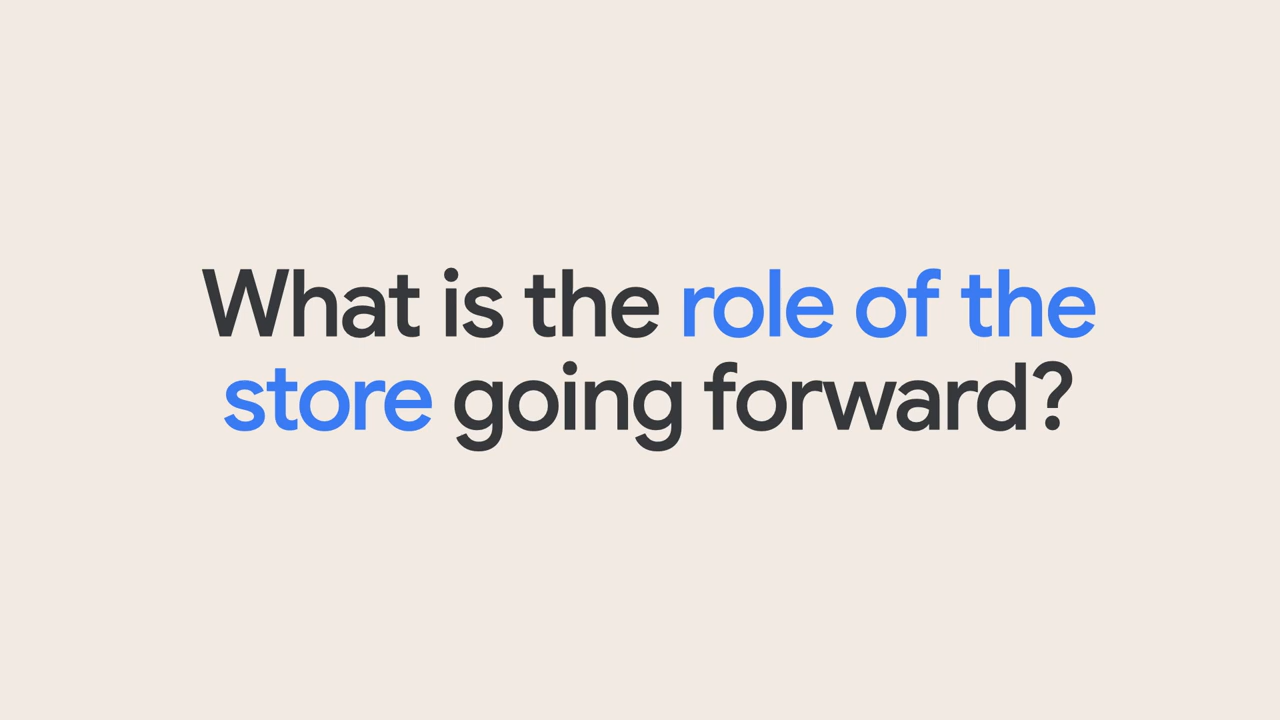 What is the role of the
store going forward?